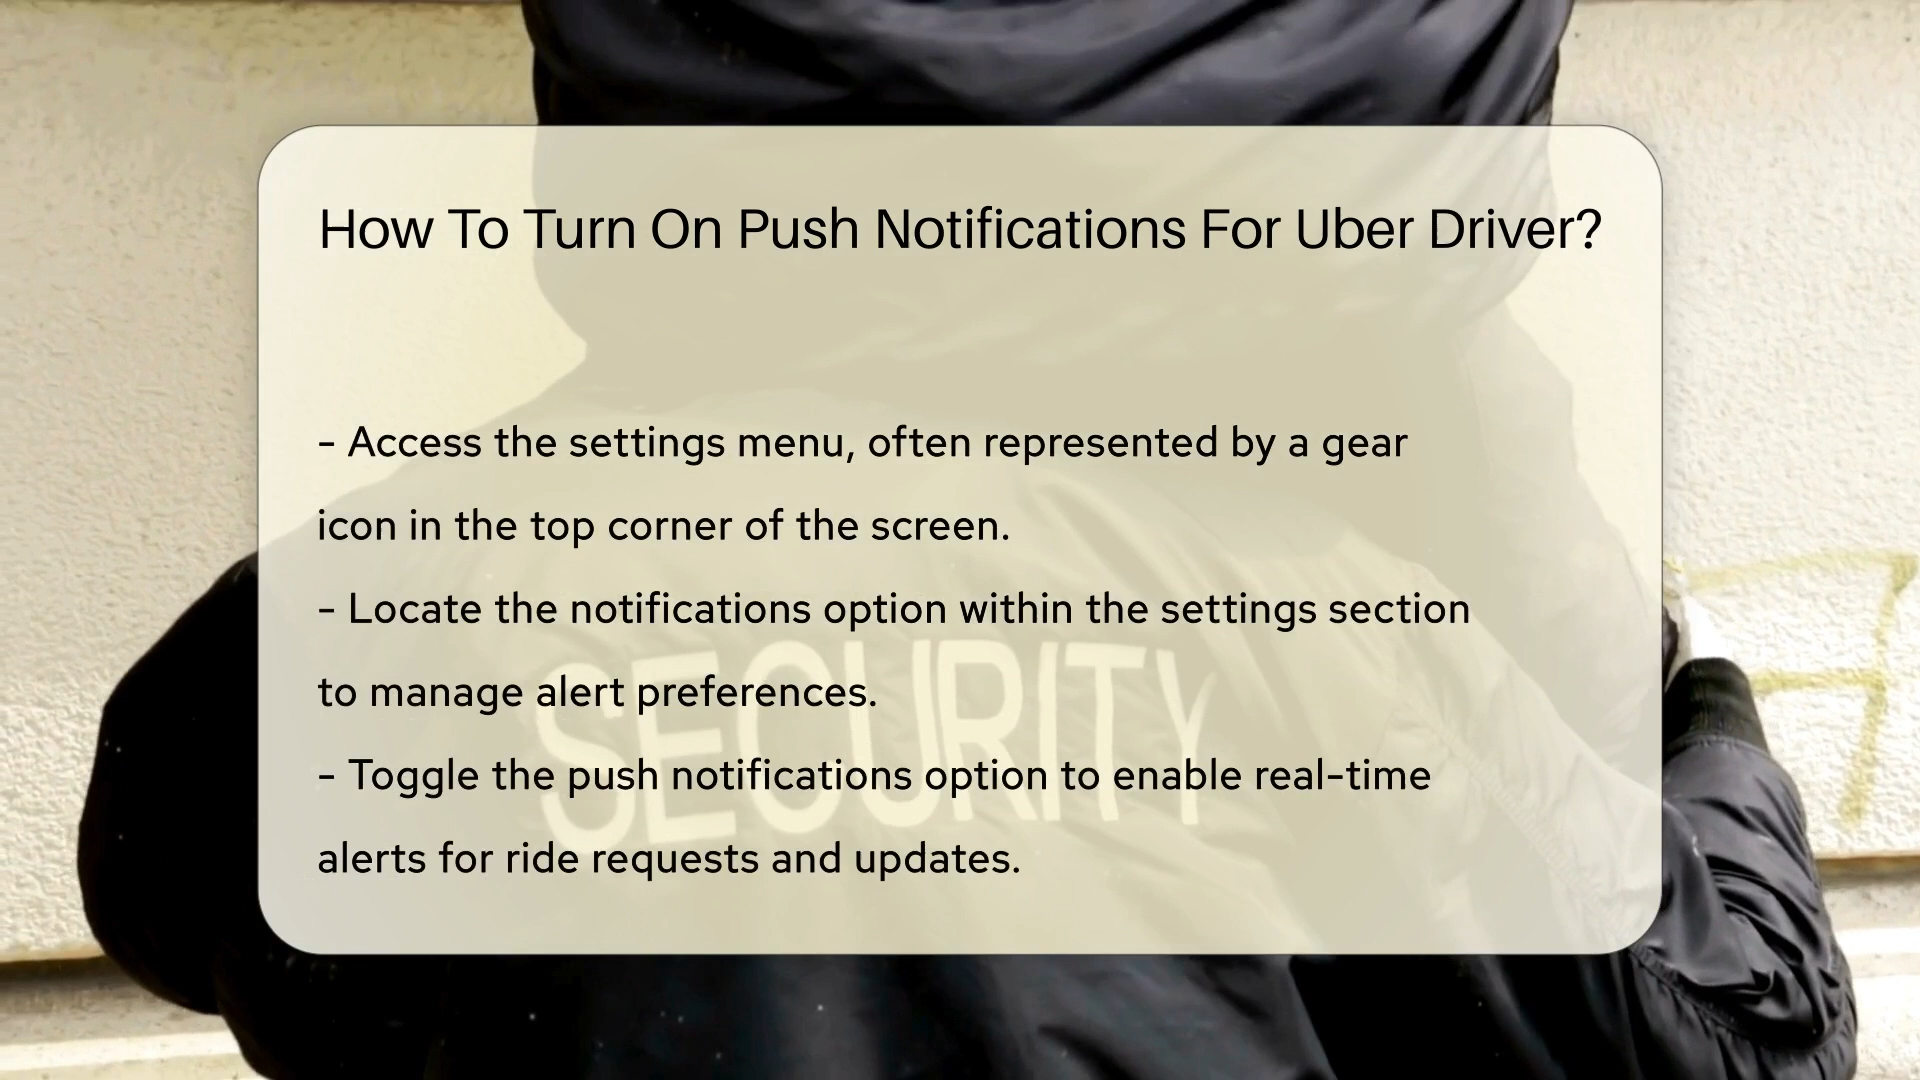 How To Turn On Push Notifications For Uber Driver?
- Access the settings menu, often represented by a gear
icon in the top corner of the screen.
- Locate the notifications option within the settings section
to manage alert preferences.
SECURITY
- Toggle the push notifications option to enable real-time
alerts for ride requests and updates.